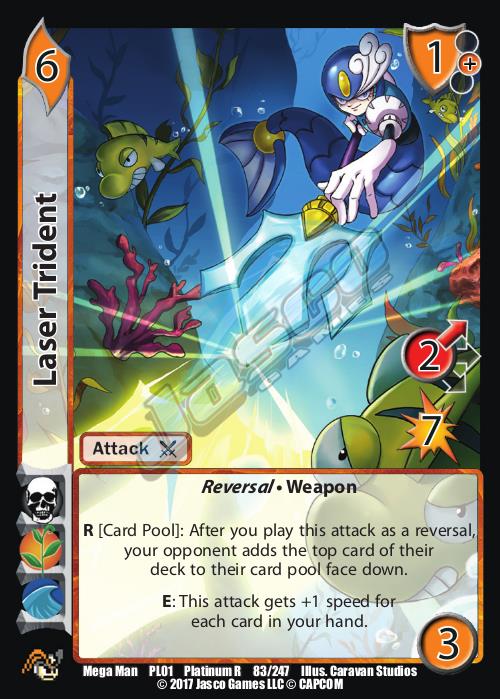 6
1
+
Laser Trident
JASCO
GAMES
2
7
Attack
Reversal • Weapon
R [Card Pool]: After you play this attack as a reversal,
your opponent adds the top card of their
deck to their card pool face down.
E: This attack gets +1 speed for
each card in your hand.
3
Mega Man PL01 Platinum R 83/247 Illus. Caravan Studios
© 2017 Jasco Games LLC © CAPCOM